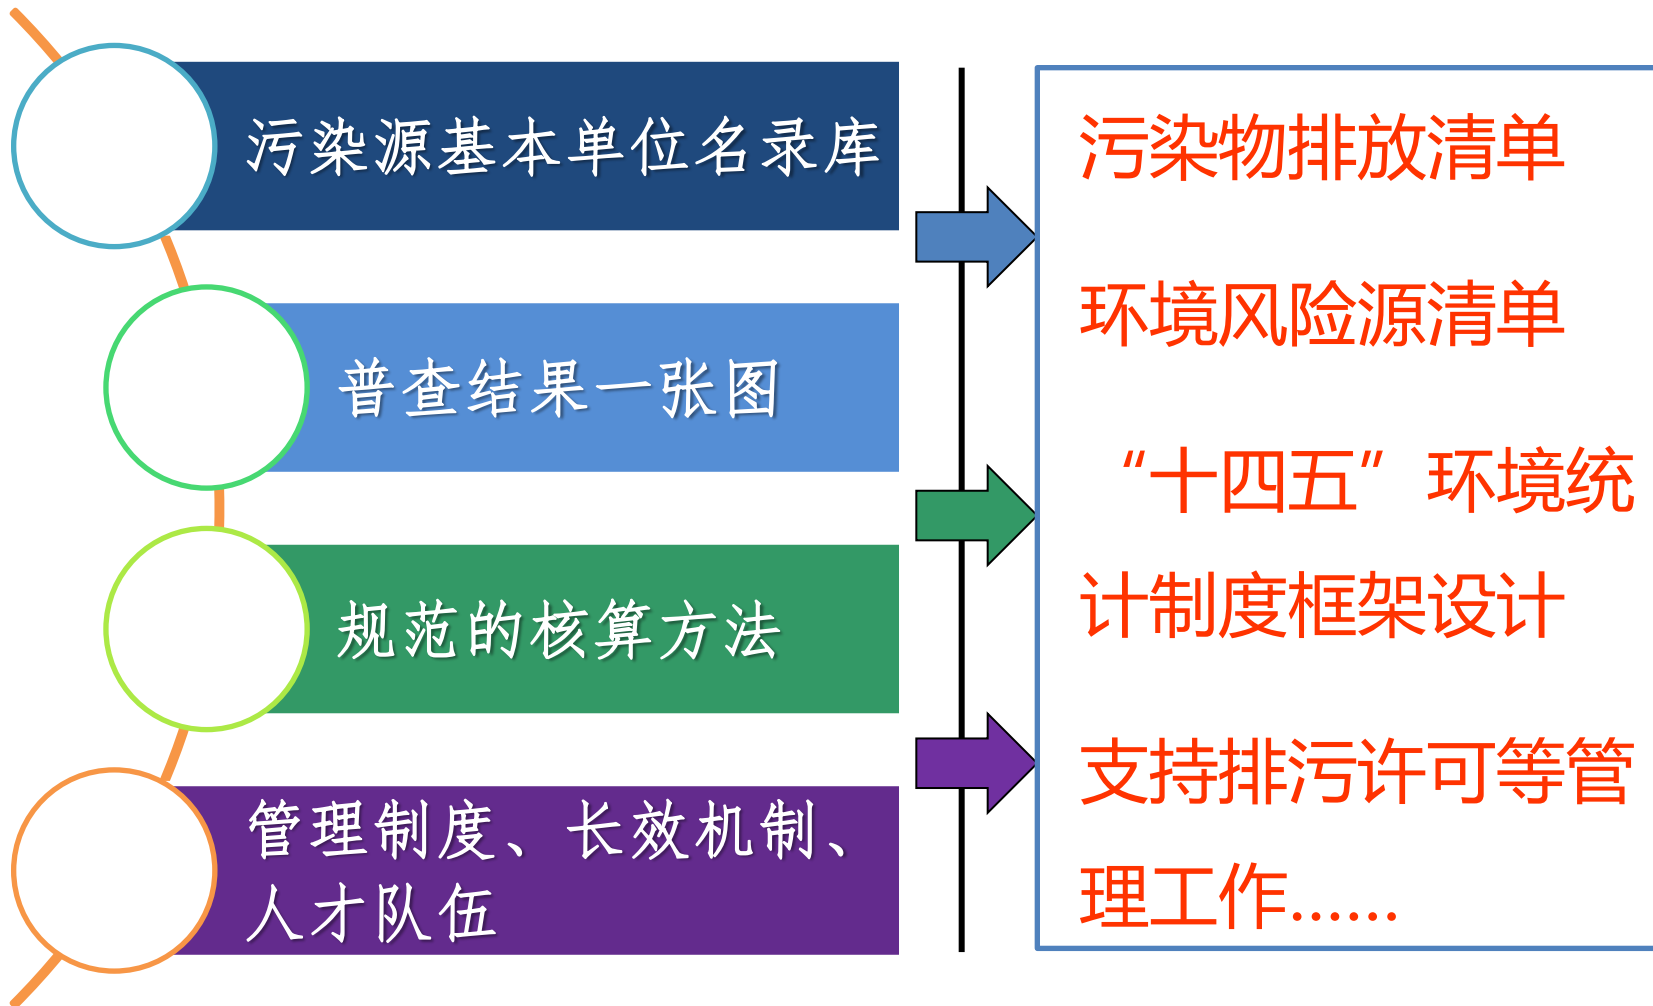 污染源基本单位名录库
普查结果一张图
规范的核算方法
管理制度、长效机制、
人才队伍
污染物排放清单
环境风险源清单
“十四五”环境统
计制度框架设计
支持排污许可等管
理工作……